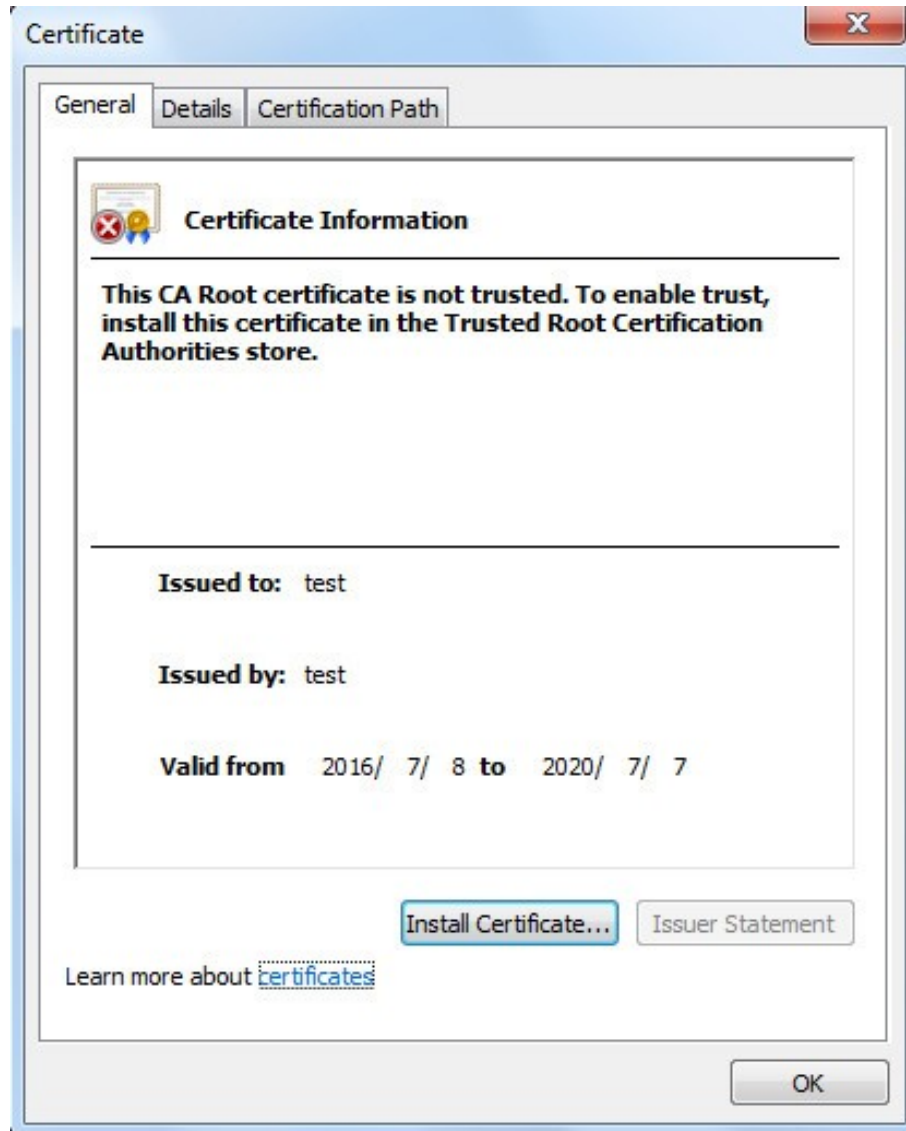 Certificate
General Details Certification Path
Certificate Information
This CA Root certificate is not trusted. To enable trust,
install this certificate in the Trusted Root Certification
Authorities store.
Issued to: test
Issued by: test
Valid from 2016/ 7/ 8 to 2020/ 7/ 7
Install Certificate... Issuer Statement
Learn more about certificates
OK